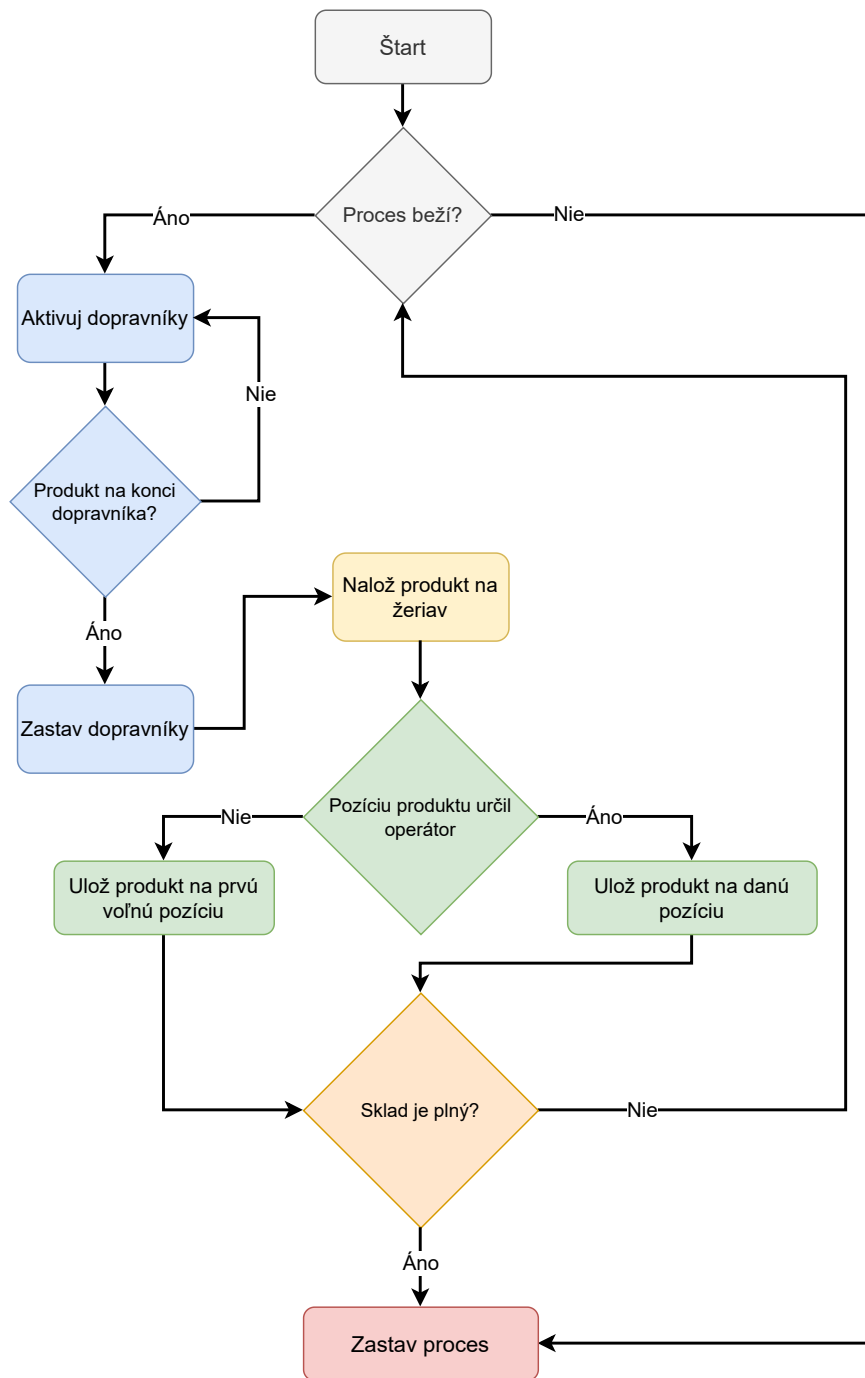 Štart
Proces beží?
Áno
Nie
Aktivuj dopravníky
Nie
Produkt na konci
dopravníka?
Áno
Nalož produkt na
žeriav
Zastav dopravníky
Pozíciu produktu určil
operátor
Nie
Áno
Ulož produkt na prvú
voľnú pozíciu
Ulož produkt na danú
pozíciu
Sklad je plný?
Nie
Áno
Zastav proces